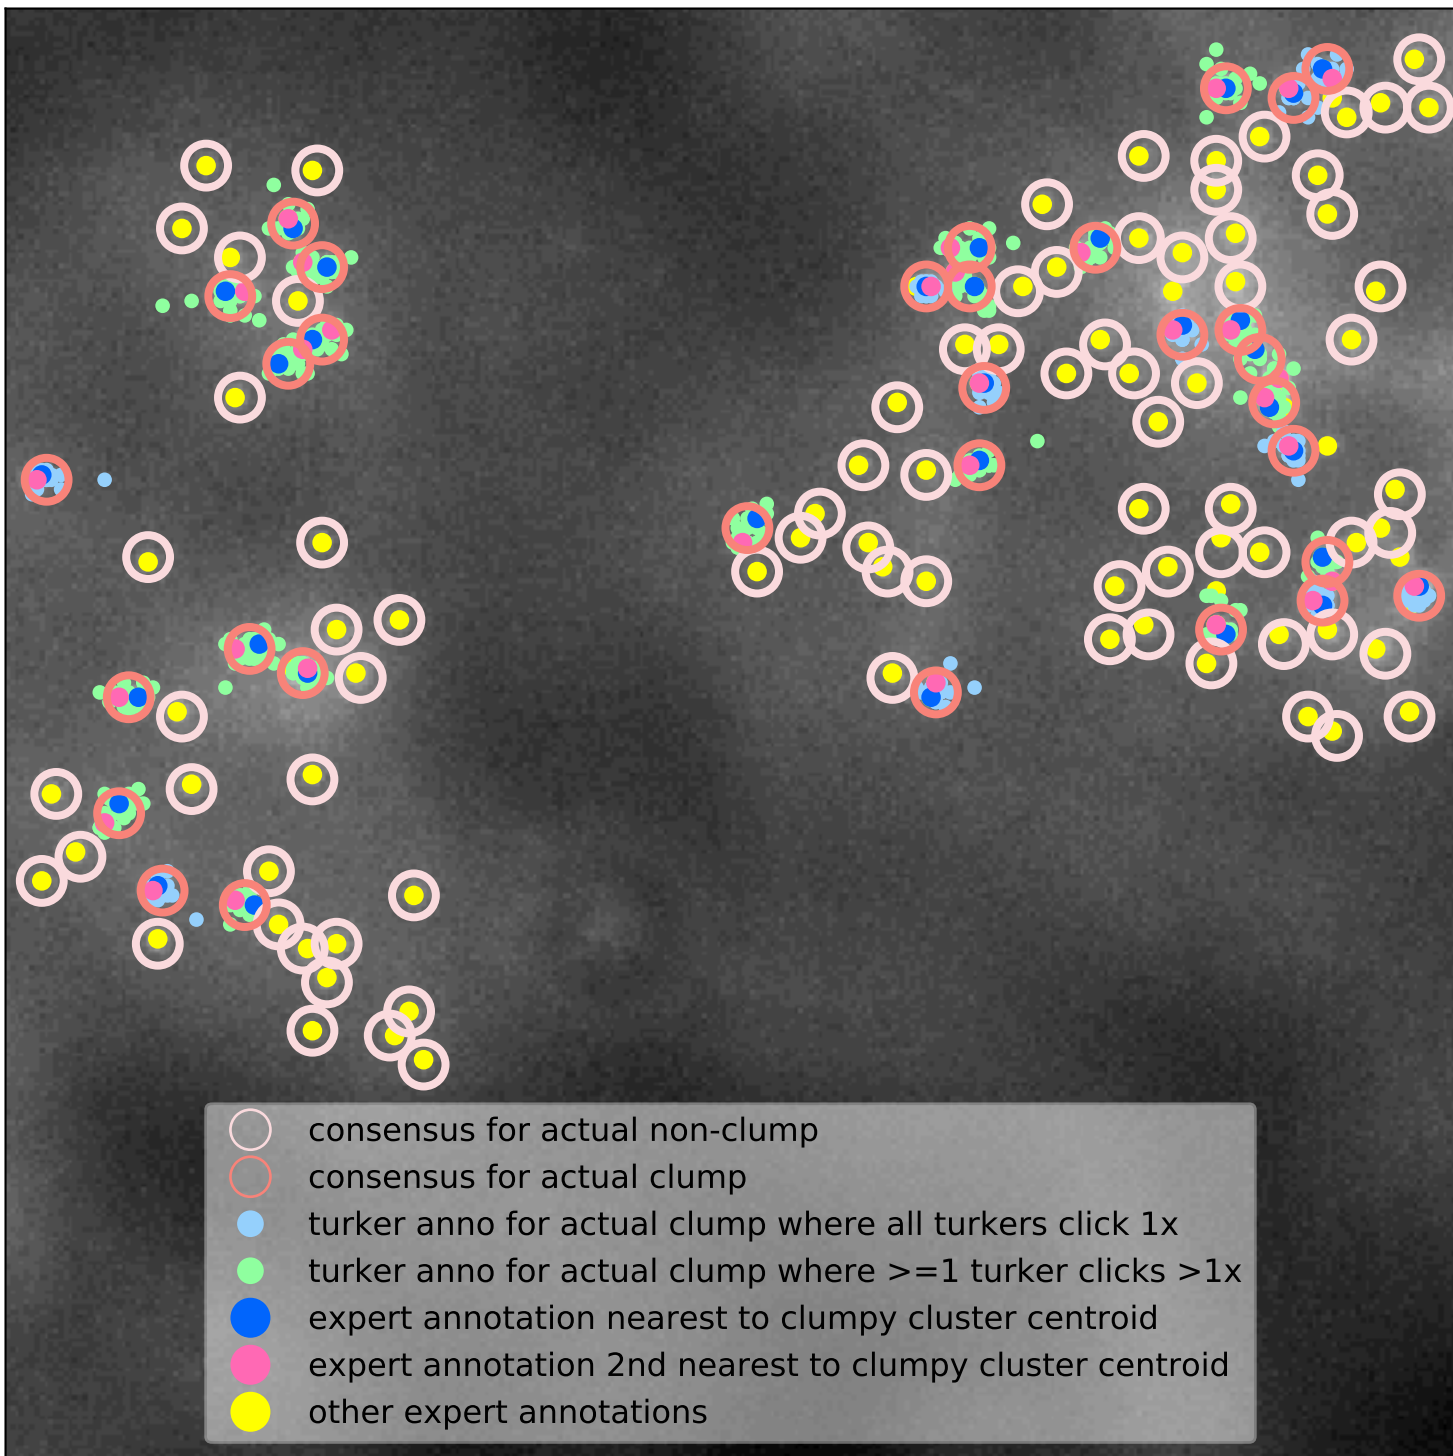 consensus for actual non-clump
consensus for actual clump
turker anno for actual clump where all turkers click 1x
turker anno for actual clump where >=1 turker clicks >1x
expert annotation nearest to clumpy cluster centroid
expert annotation 2nd nearest to clumpy cluster centroid
other expert annotations